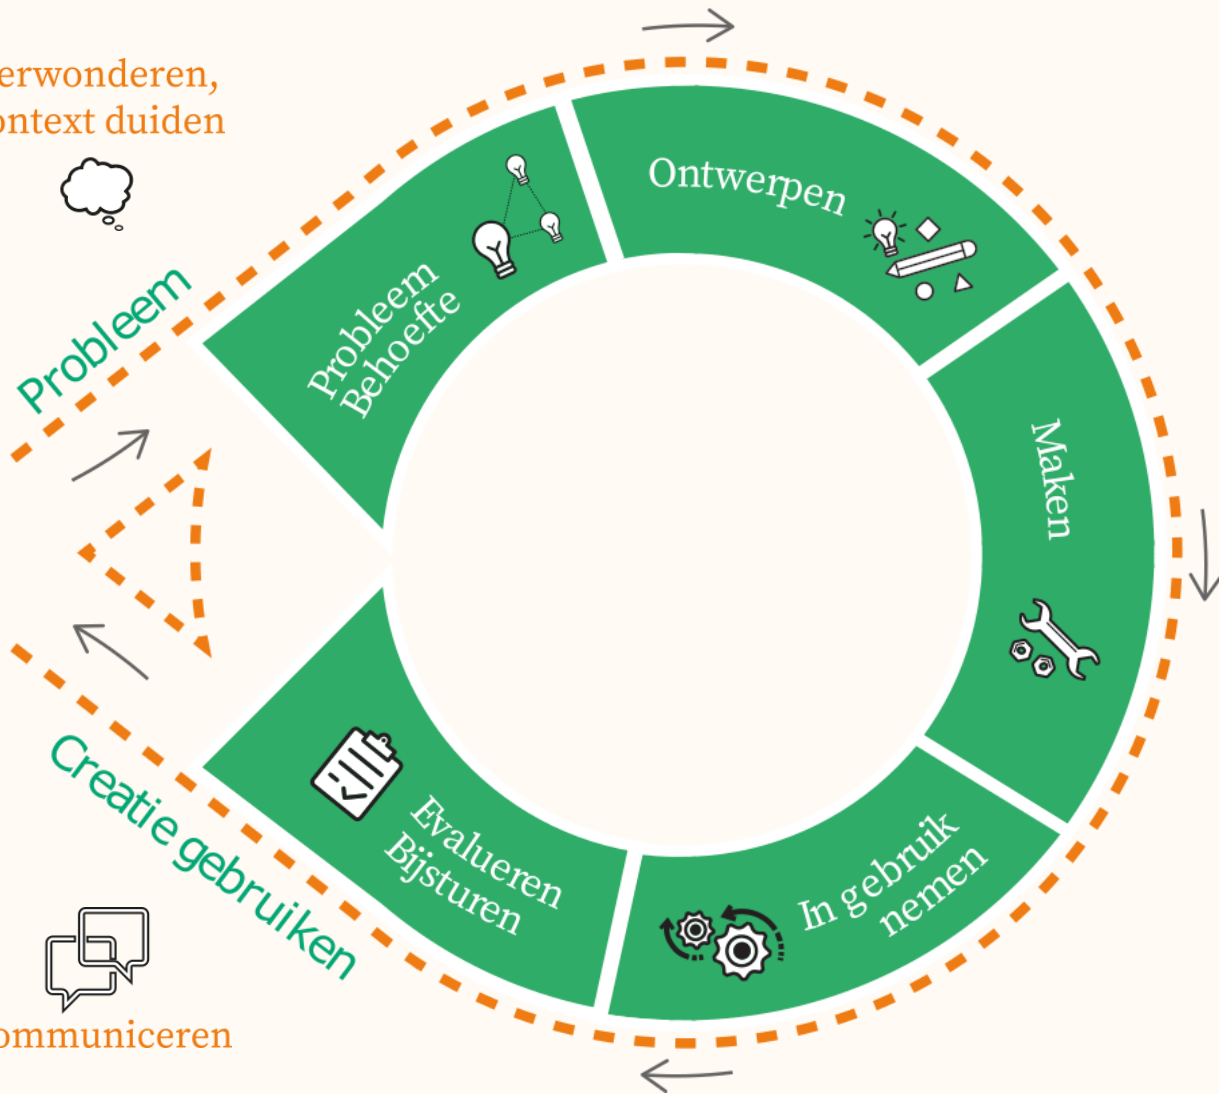 erwonderen,
ontext duiden
Probleem
Probleem
Behoefte
Ontwerpen
Maken
In gebruik
nemen
Evalueren
Bijsturen
Creatie gebruiken
ommuniceren